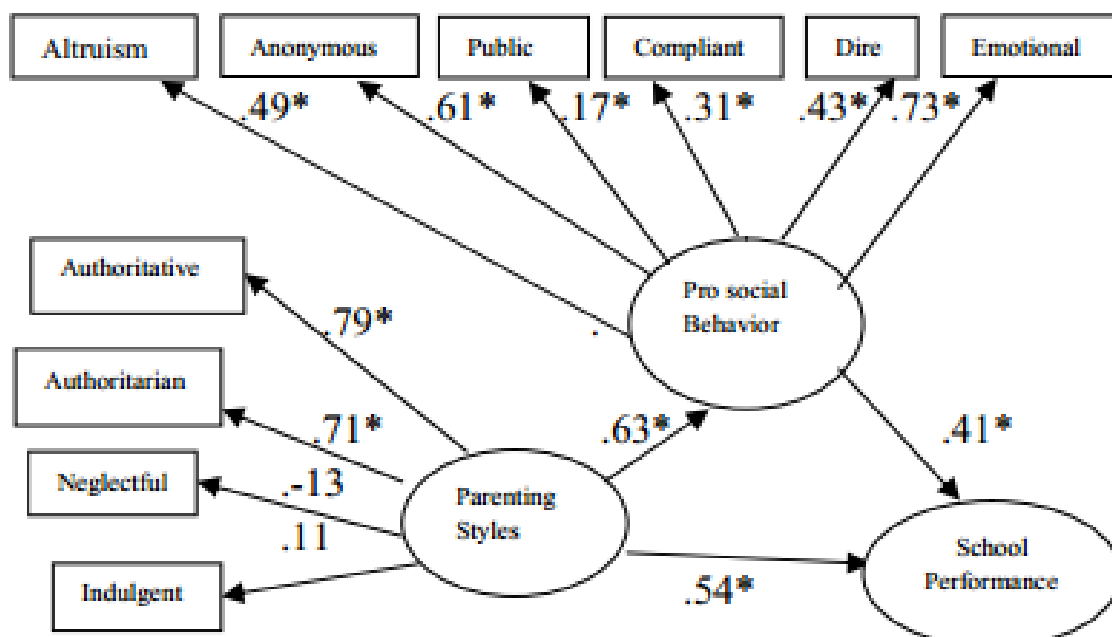 Altruism Anonymous Public Compliant Dire Emotional
.49* .61* .17* .31* .43* .73*
Authoritative
.79*
Pro social
Behavior
.
Authoritarian
.71*
.63*
.41*
Neglectful
.-13
.11
Parenting
Styles
Indulgent
.54*
School
Performance